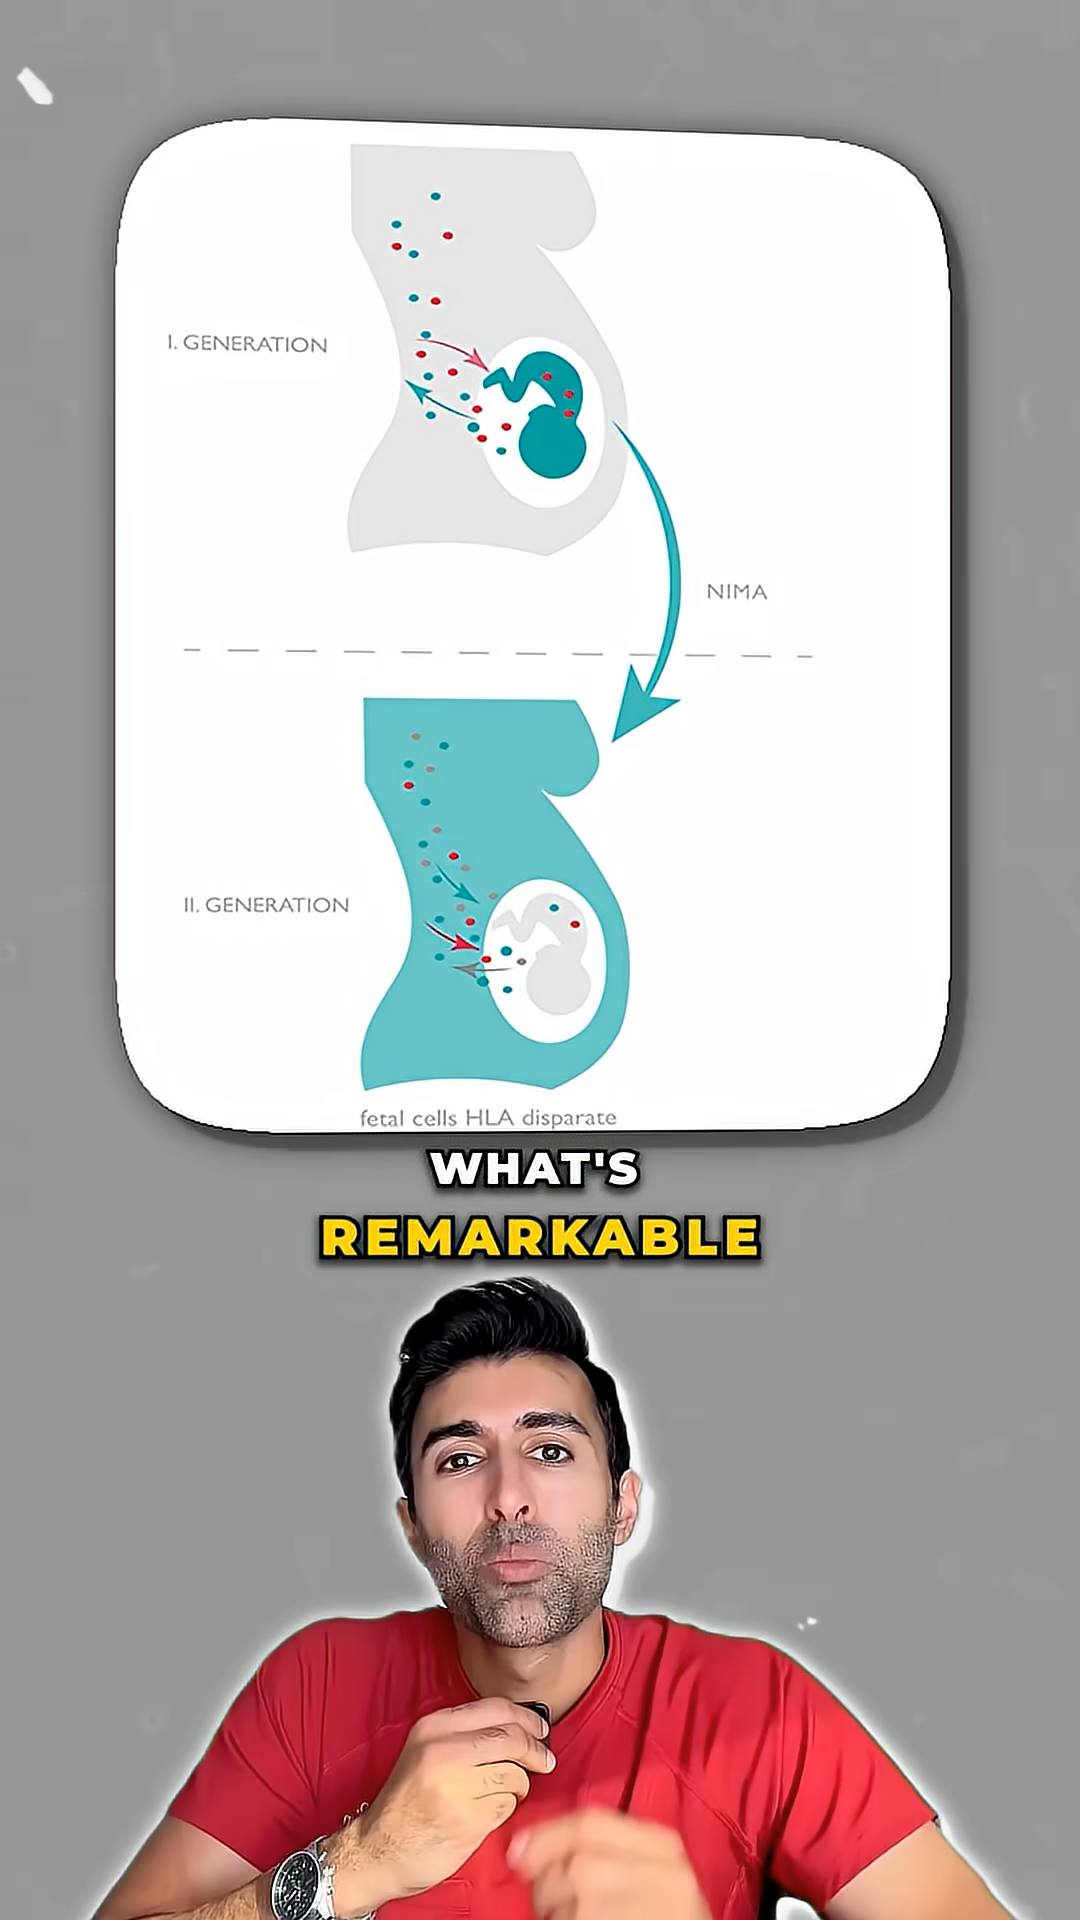 I. GENERATION
NIMA
II. GENERATION
fetal cells HLA disparate
WHAT'S
REMARKABLE